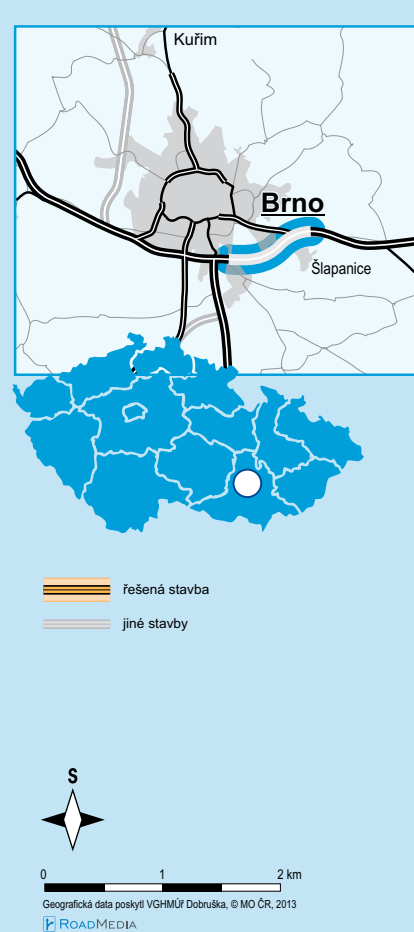 Kuřim
Brno
Šlapanice
řešená stavba
jiné stavby
S
0 1 2 km
Geografická data poskytl VGHMÚř Dobruška, © MO ČR, 2013
ROADMEDIA